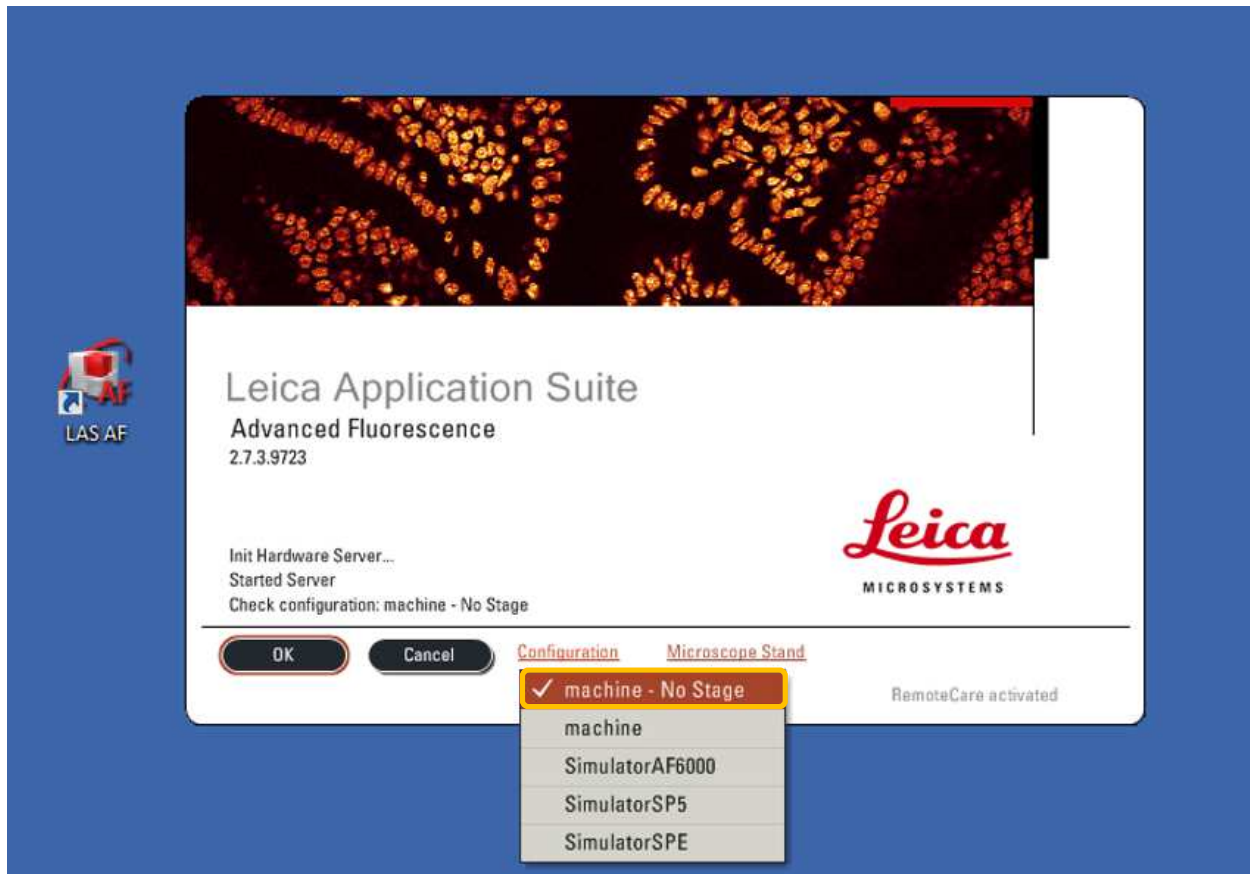 AF
LAS AF
Leica Application Suite
Advanced Fluorescence
2.7.3.9723
Leica
MICROSYSTEMS
Init Hardware Server...
Started Server
Check configuration: machine - No Stage
OK Cancel Configuration Microscope Stand
machine - No Stage
RemoteCare activated
machine
SimulatorAF6000
SimulatorSP5
SimulatorSPE